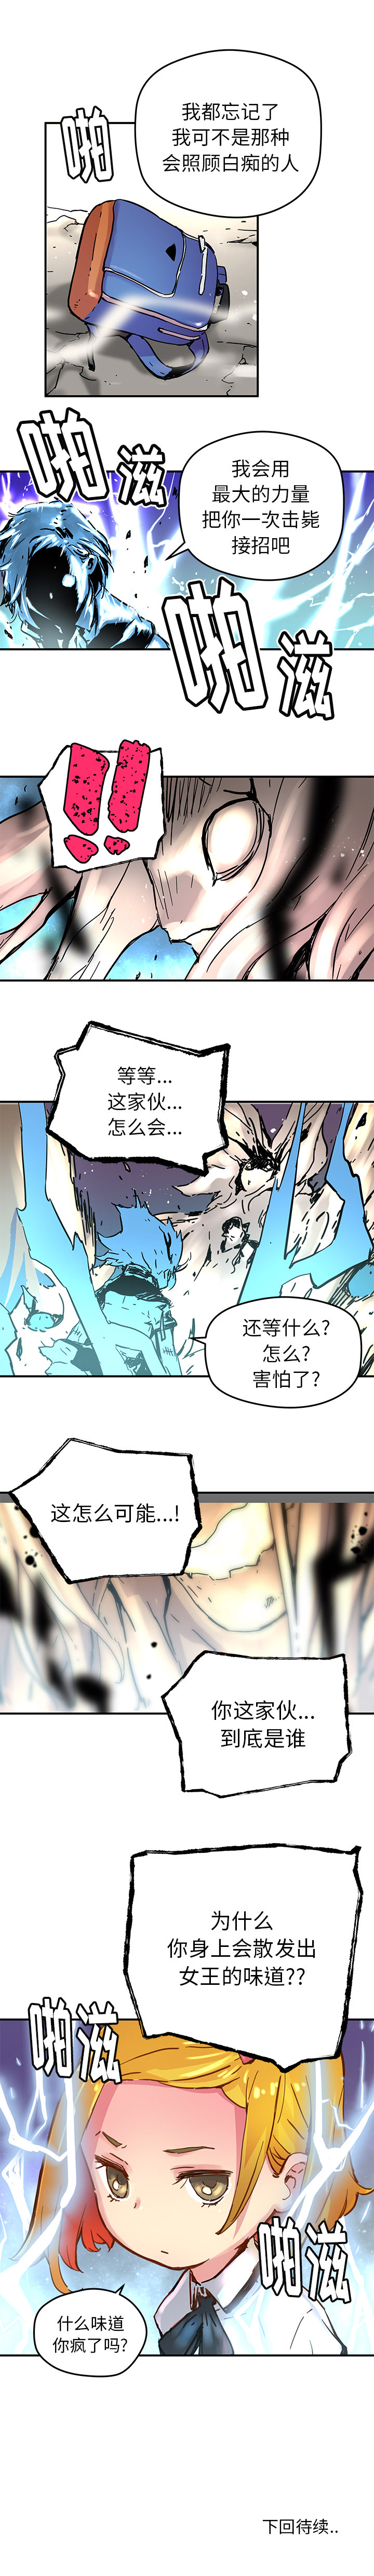 啪
我都忘记了
我可不是那种
会照顾白痴的人
啪
滋
我会用
最大的力量
把你一次击毙
接招吧
啪
滋
!!
等等...
这家伙...
怎么会...
还等什么?
怎么?
害怕了?
这怎么可能...!
你这家伙...
到底是谁
为什么
你身上会散发出
女王的味道??
啪
滋
啪
滋
什么味道
你疯了吗?
下回待续..